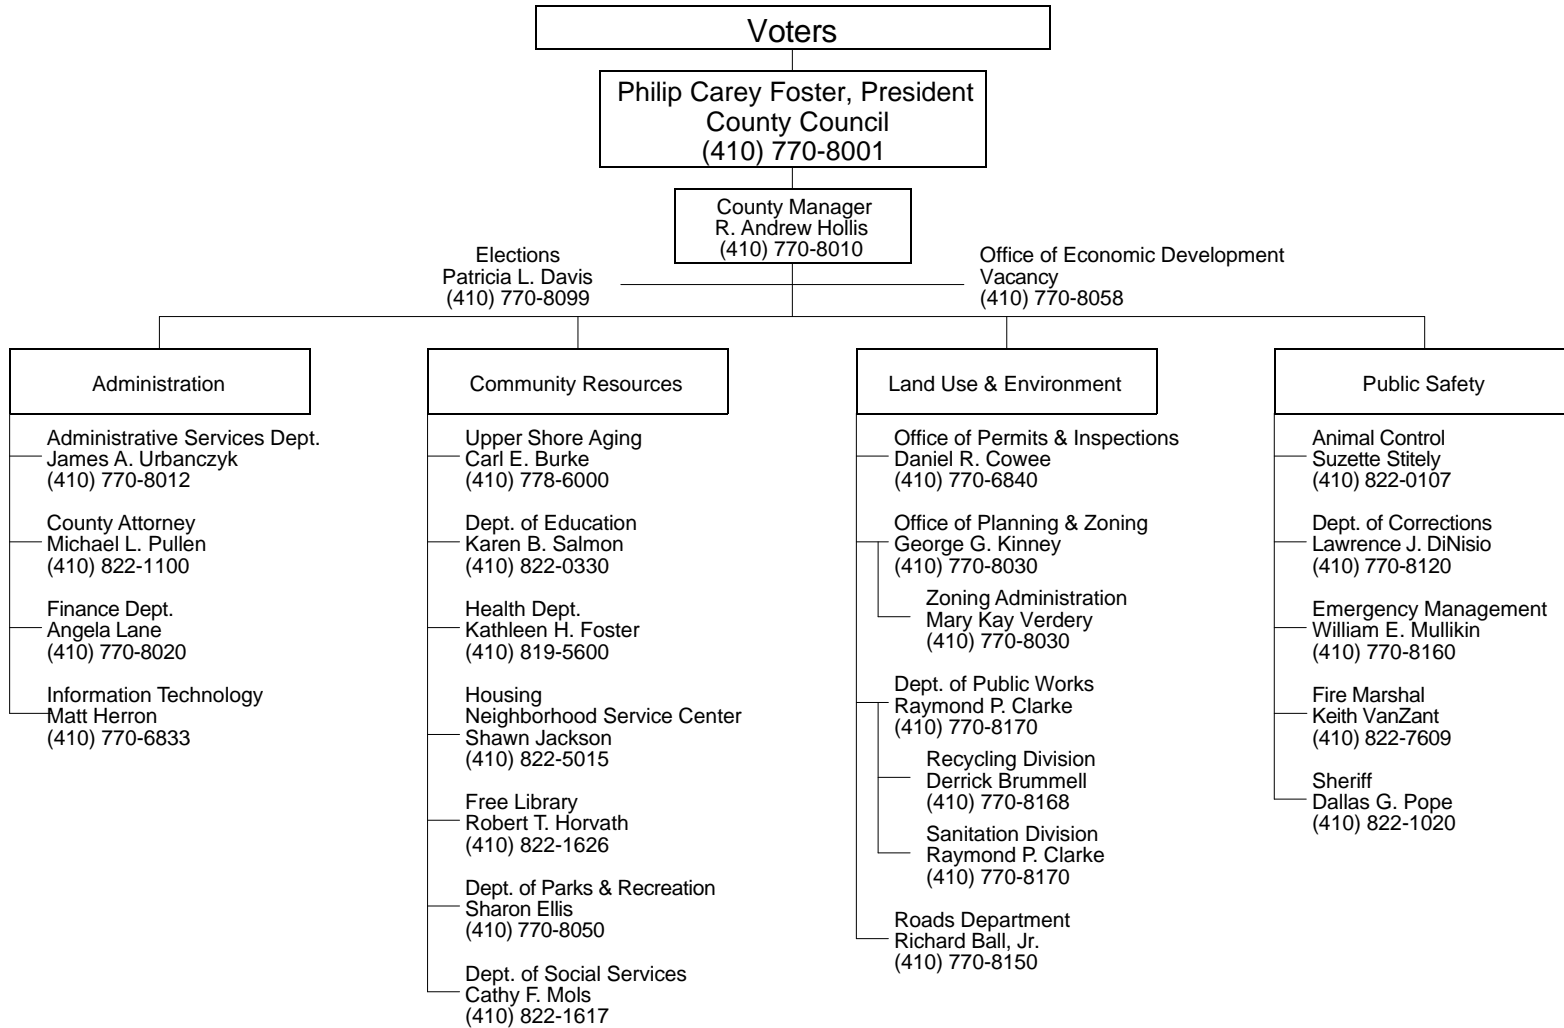 Voters
Philip Carey Foster, President
County Council
(410) 770-8001
County Manager
R. Andrew Hollis
(410) 770-8010
Elections
Patricia L. Davis
(410) 770-8099
Office of Economic Development
Vacancy
(410) 770-8058
Administration
Administrative Services Dept.
James A. Urbanczyk
(410) 770-8012
County Attorney
Michael L. Pullen
(410) 822-1100
Finance Dept.
Angela Lane
(410) 770-8020
Information Technology
Matt Herron
(410) 770-6833
Community Resources
Upper Shore Aging
Carl E. Burke
(410) 778-6000
Dept. of Education
Karen B. Salmon
(410) 822-0330
Health Dept.
Kathleen H. Foster
(410) 819-5600
Housing
Neighborhood Service Center
Shawn Jackson
(410) 822-5015
Free Library
Robert T. Horvath
(410) 822-1626
Dept. of Parks & Recreation
Sharon Ellis
(410) 770-8050
Dept. of Social Services
Cathy F. Mols
(410) 822-1617
Land Use & Environment
Office of Permits & Inspections
Daniel R. Cowee
(410) 770-6840
Office of Planning & Zoning
George G. Kinney
(410) 770-8030
Zoning Administration
Mary Kay Verdery
(410) 770-8030
Dept. of Public Works
Raymond P. Clarke
(410) 770-8170
Recycling Division
Derrick Brummell
(410) 770-8168
Sanitation Division
Raymond P. Clarke
(410) 770-8170
Roads Department
Richard Ball, Jr.
(410) 770-8150
Public Safety
Animal Control
Suzette Stitely
(410) 822-0107
Dept. of Corrections
Lawrence J. DiNisio
(410) 770-8120
Emergency Management
William E. Mullikin
(410) 770-8160
Fire Marshal
Keith VanZant
(410) 822-7609
Sheriff
Dallas G. Pope
(410) 822-1020